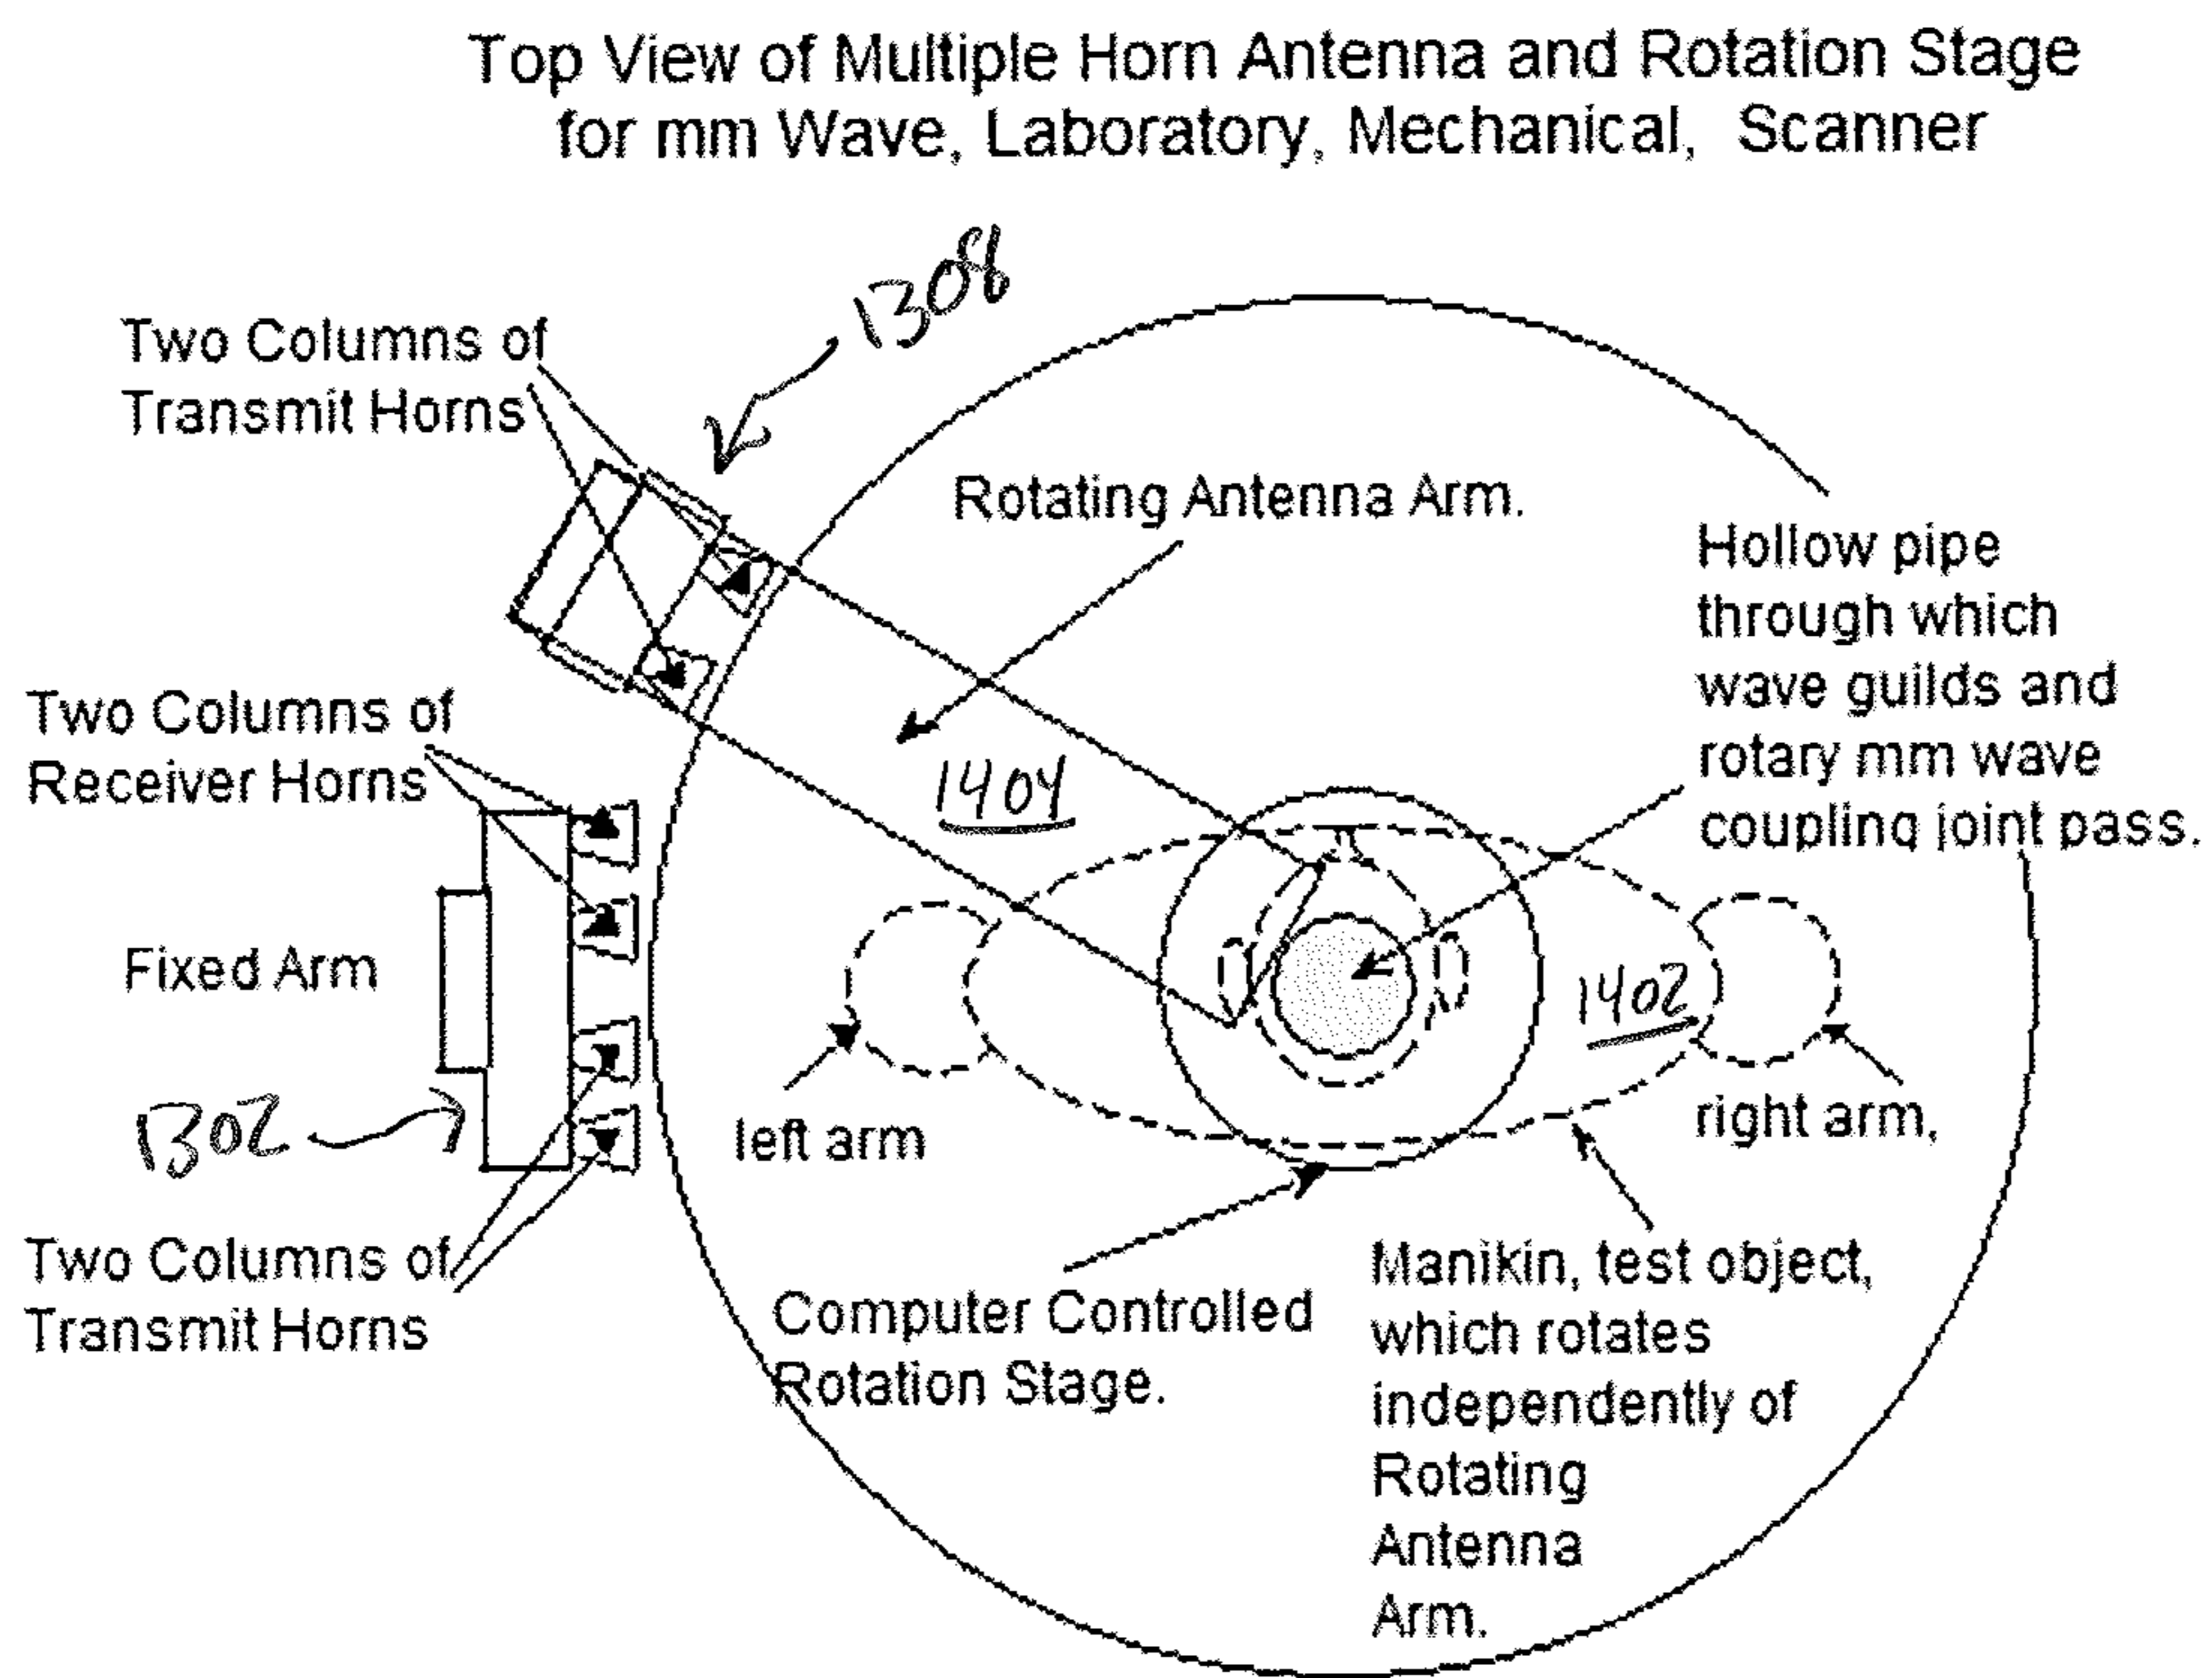 Top View of Multiple Horn Antenna and Rotation Stage
for mm Wave, Laboratory, Mechanical, Scanner
1308
Two Columns of
Transmit Horns
Rotating Antenna Arm.
Hollow pipe
through which
wave guilds and
rotary mm wave
coupling joint pass.
Two Columns of
Receiver Horns
1404
Fixed Arm
1402
1302
left arm
right arm,
Two Columns of
Transmit Horns
Computer Controlled
Rotation Stage.
Manikin, test object,
which rotates
independently of
Rotating
Antenna
Arm.